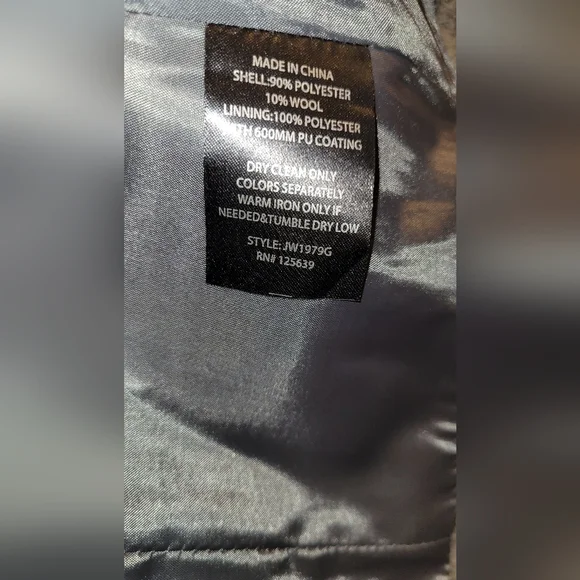 MADE IN CHINA
SHELL:90% POLYESTER
10% WOOL
LINNING:100% POLYESTER
WITH 600MM PU COATING
DRY CLEAN ONLY
COLORS SEPARATELY
WARM IRON ONLY IF
NEEDED&TUMBLE DRY LOW
STYLE: JW1979G
RN# 125639